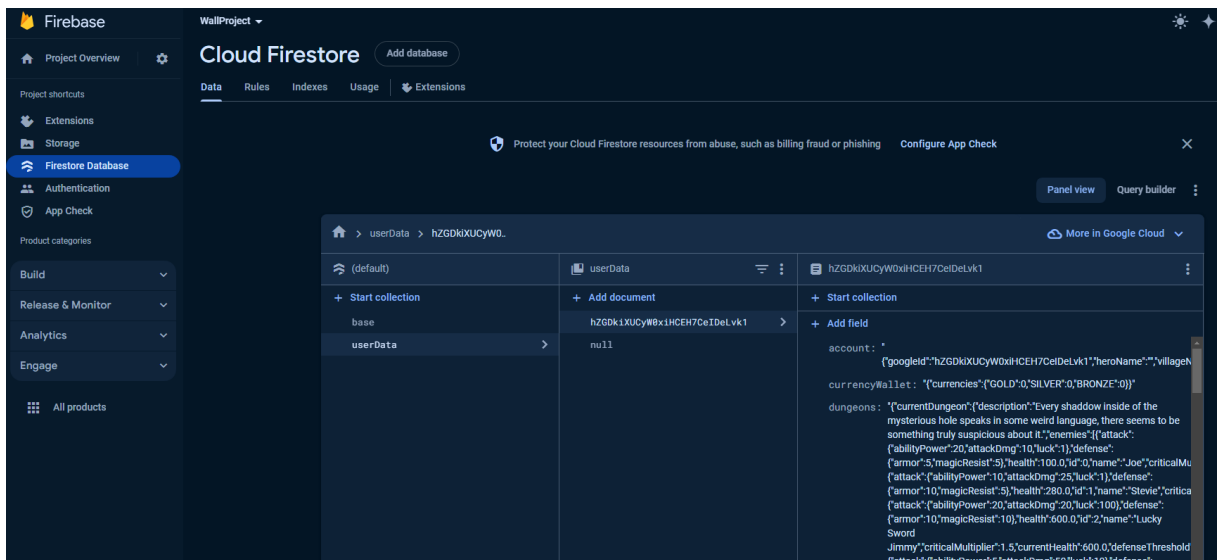 Firebase
WallProject
Project Overview
Cloud Firestore
Add database
Data Rules Indexes Usage Extensions
Project shortcuts
Extensions
Storage
Firestore Database
Authentication
App Check
Product categories
Build
Release & Monitor
Analytics
Engage
All products
Protect your Cloud Firestore resources from abuse, such as billing fraud or phishing Configure App Check
Panel view Query builder
userData > hZGDkiXUCyW0..
More in Google Cloud
(default)
+ Start collection
base
userData
userData
+ Add document
hZGDkiXUCyW0xiHCEH7CeIDeLvk1
null
hZGDkiXUCyW0xiHCEH7CeIDeLvk1
+ Start collection
+ Add field
account: "
{"googleId":"hZGDkiXUCyW0xiHCEH7CeIDeLvk1","heroName":"","villageN
currencyWallet: "{"currencies":{"GOLD":0,"SILVER":0,"BRONZE":0}}"
dungeons: "{"currentDungeon":{"description":"Every shaddow inside of the
mysterious hole speaks in some weird language, there seems to be
something truly suspicious about it.","enemies":[{"attack":
{"abilityPower":20,"attackDmg":10,"luck":1},"defense":
{"armor":5,"magicResist":5},"health":100.0,"id":0,"name":"Joe","criticalMu
{"attack":{"abilityPower":10,"attackDmg":25,"luck":1},"defense":
{"armor":10,"magicResist":5},"health":280.0,"id":1,"name":"Stevie","critica
{"attack":{"abilityPower":20,"attackDmg":20,"luck":100},"defense":
{"armor":10,"magicResist":10},"health":600.0,"id":2,"name":"Lucky
Sword
Jimmy","criticalMultiplier":1.5,"currentHealth":600.0,"defenseThreshold"